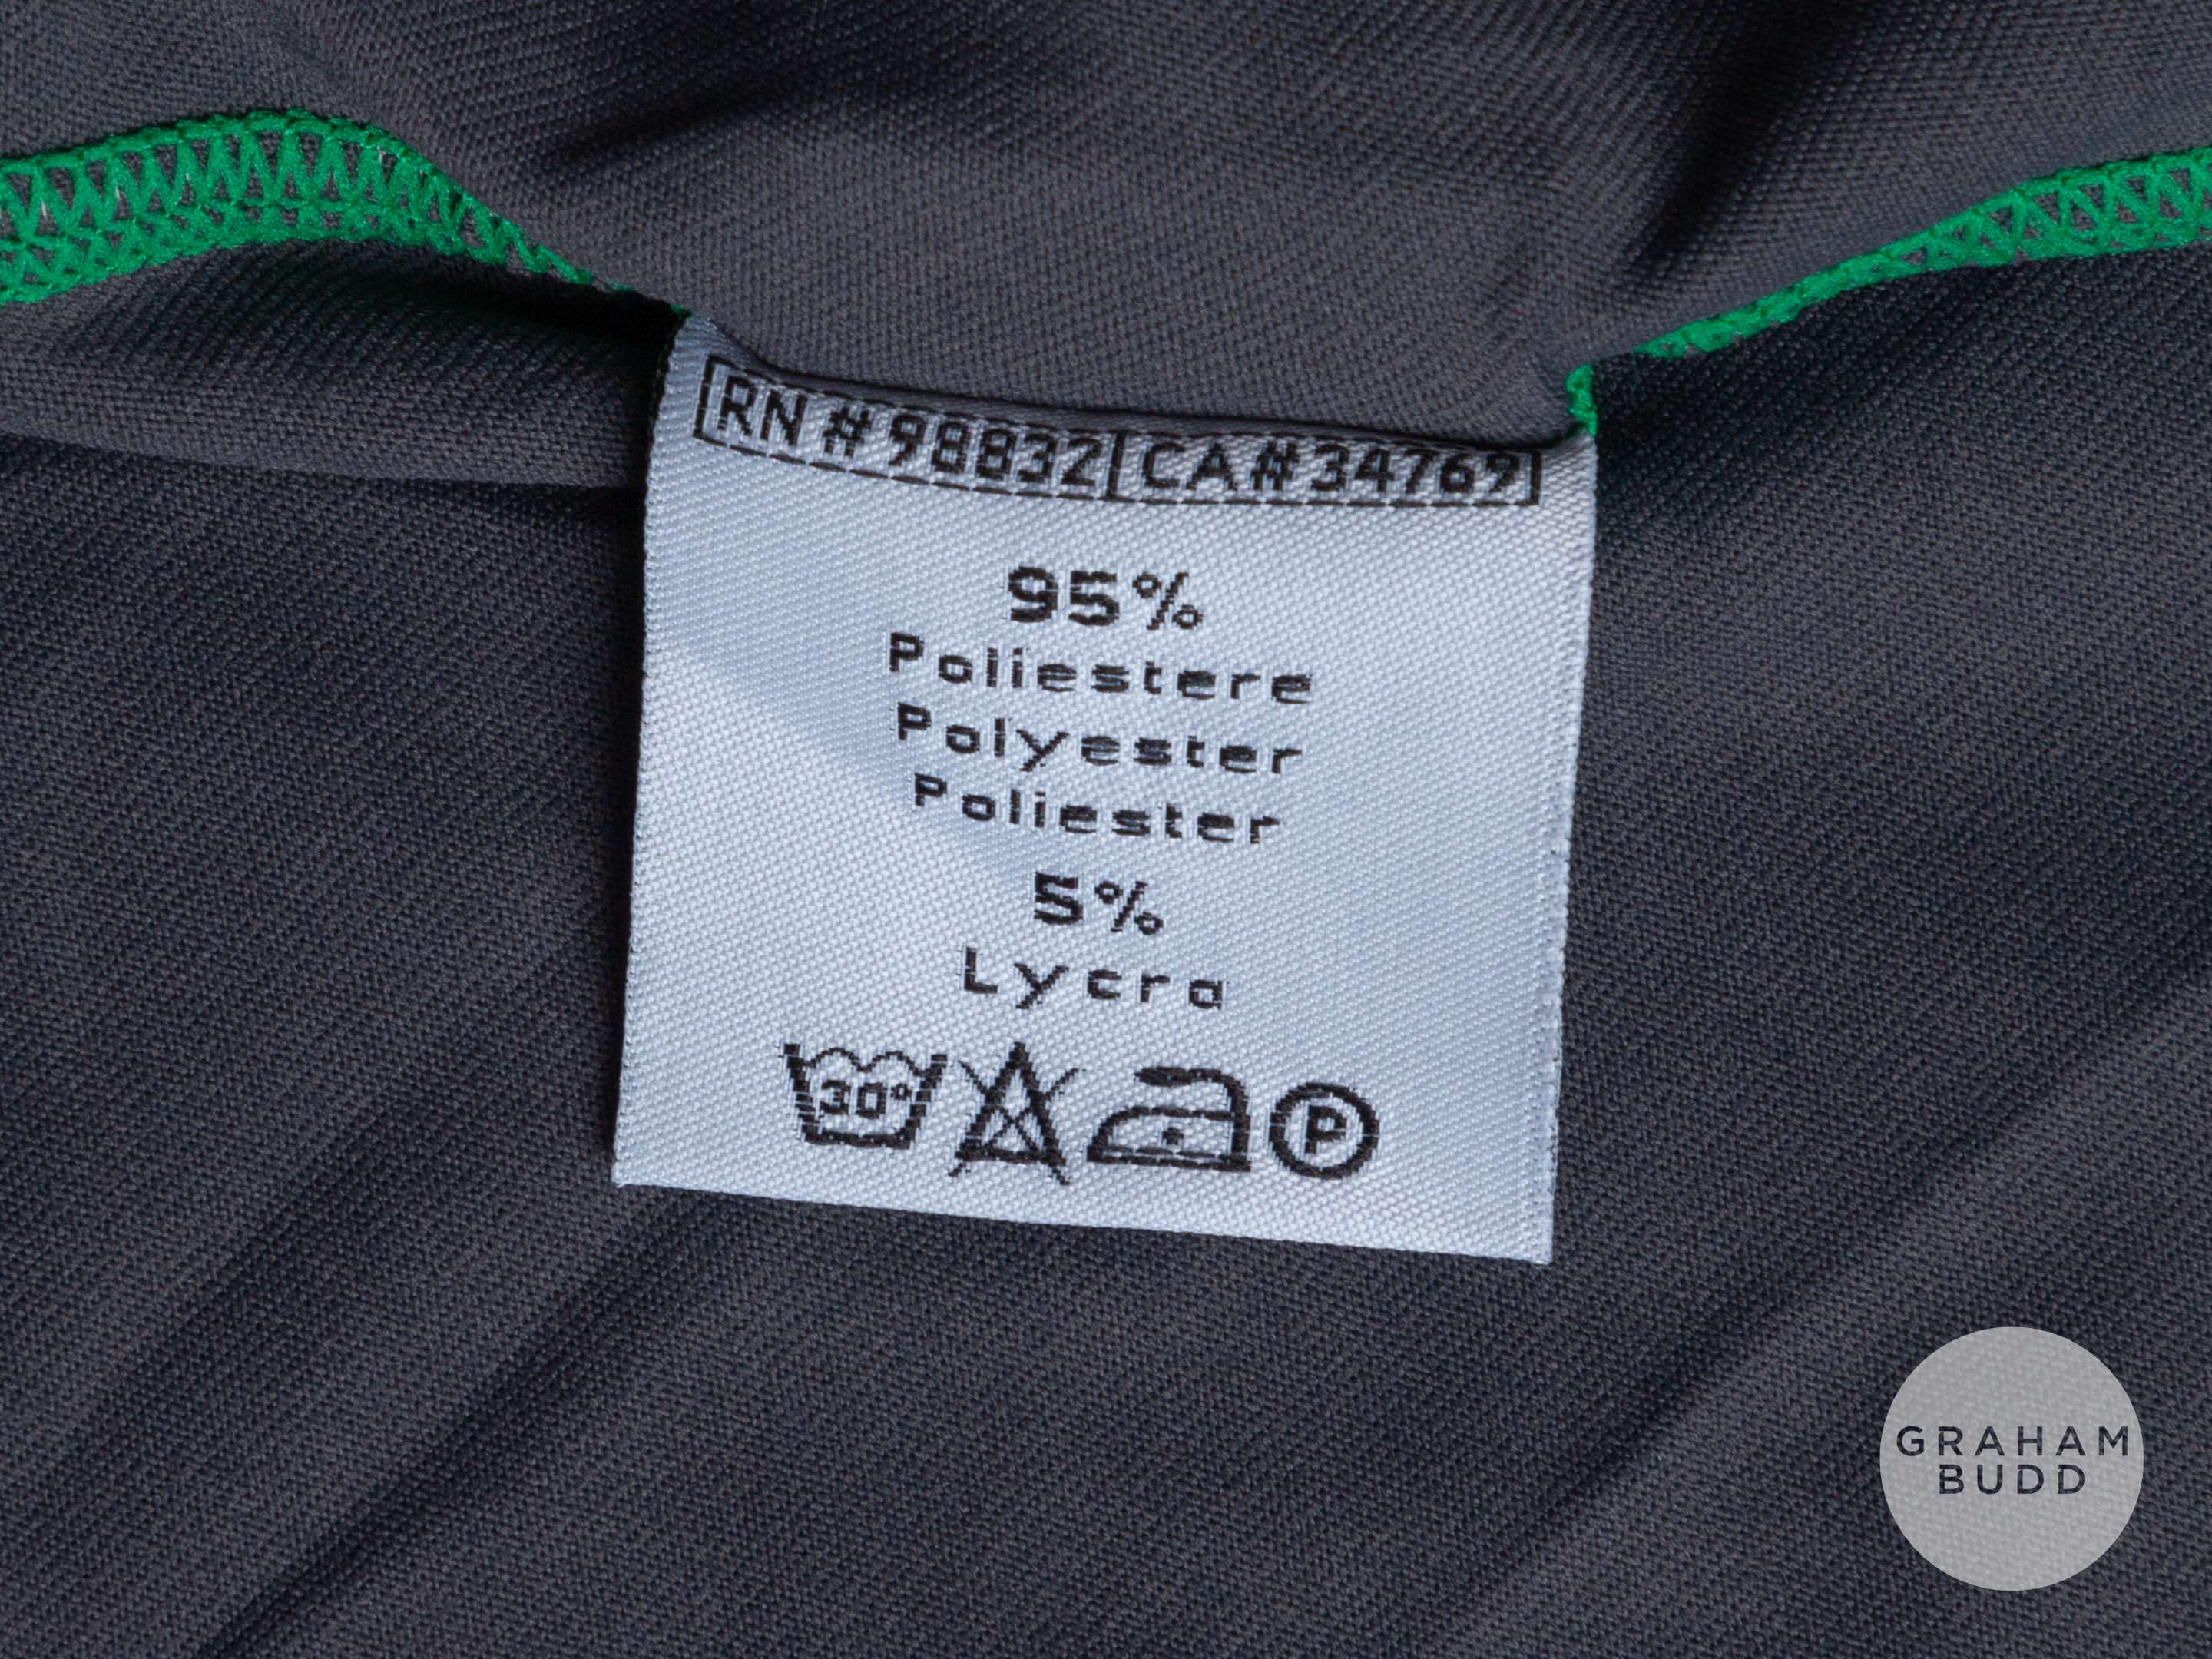 RN # 98832 CA # 34769
95%
Poliestere
Polyester
Poliester
5%
Lycra
30° P
GRAHAM
BUDD